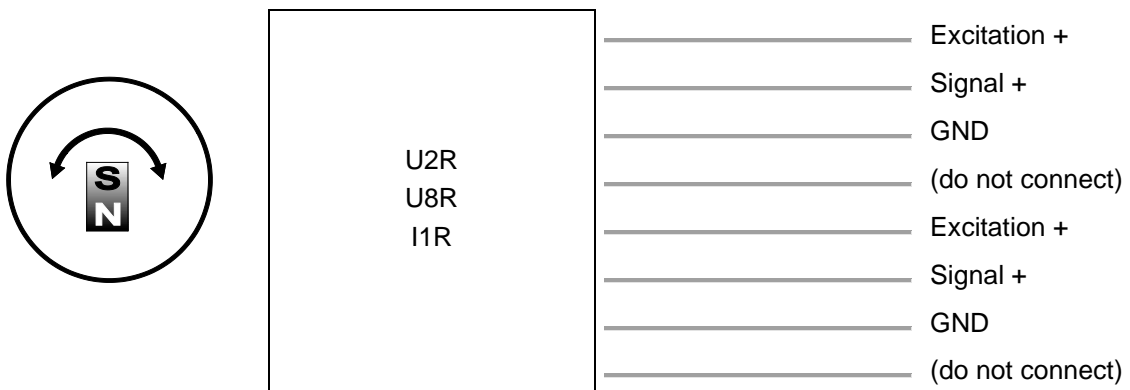 S
N
U2R
U8R
I1R
Excitation +
Signal +
GND
(do not connect)
Excitation +
Signal +
GND
(do not connect)